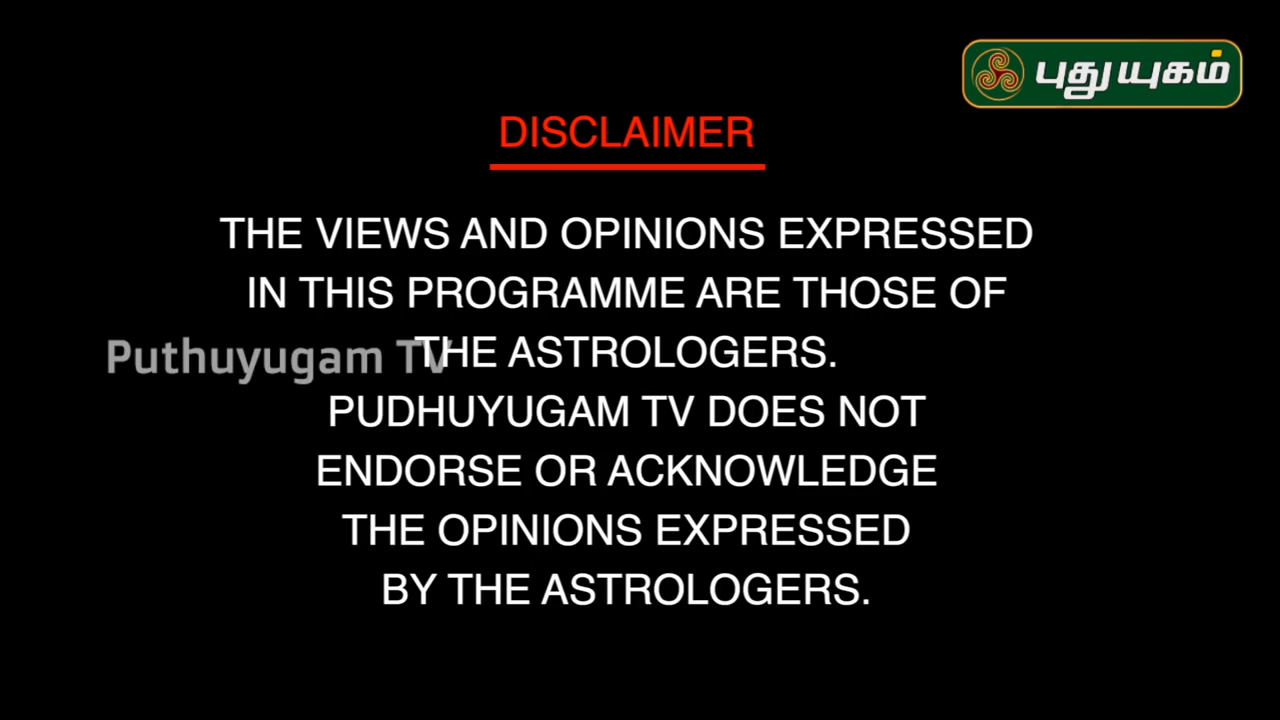 புதுயுகம்
DISCLAIMER
THE VIEWS AND OPINIONS EXPRESSED
IN THIS PROGRAMME ARE THOSE OF
THE ASTROLOGERS.
Puthuyugam TV
PUDHUYUGAM TV DOES NOT
ENDORSE OR ACKNOWLEDGE
THE OPINIONS EXPRESSED
BY THE ASTROLOGERS.